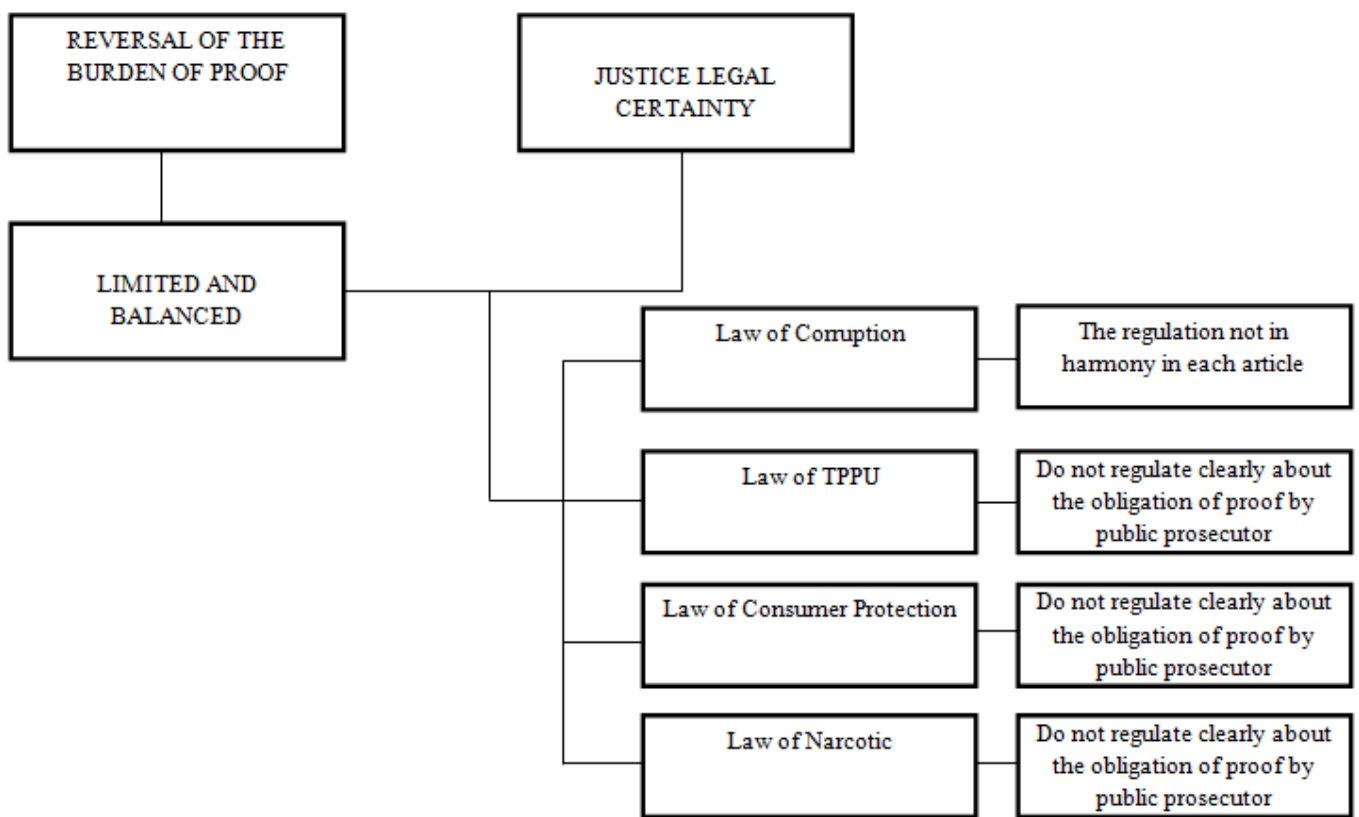 REVERSAL OF THE
BURDEN OF PROOF
JUSTICE LEGAL
CERTAINTY
LIMITED AND
BALANCED
Law of Corruption
The regulation not in
harmony in each article
Law of TPPU
Do not regulate clearly about
the obligation of proof by
public prosecutor
Law of Consumer Protection
Do not regulate clearly about
the obligation of proof by
public prosecutor
Law of Narcotic
Do not regulate clearly about
the obligation of proof by
public prosecutor